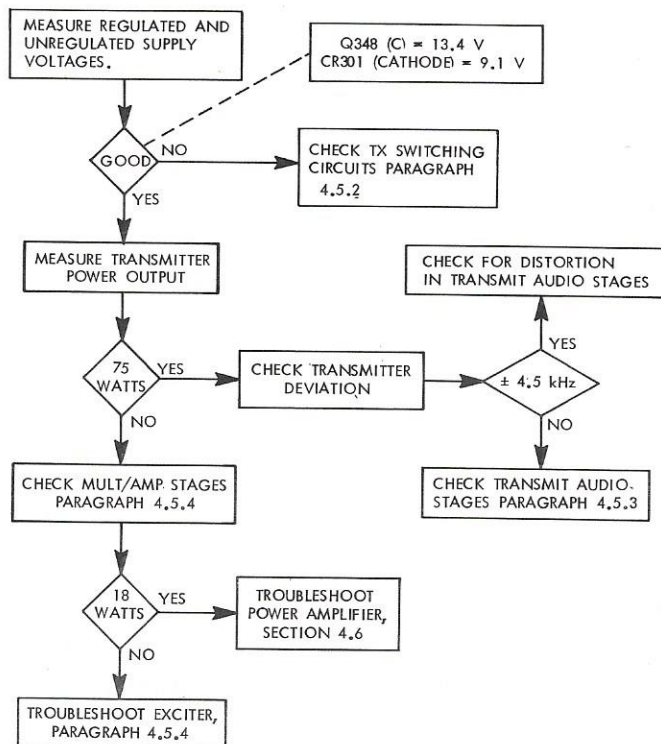 MEASURE REGULATED AND
UNREGULATED SUPPLY
VOLTAGES.
Q348 (C) = 13.4 V
CR301 (CATHODE) = 9.1 V
GOOD
NO
YES
CHECK TX SWITCHING
CIRCUITS PARAGRAPH
4.5.2
MEASURE TRANSMITTER
POWER OUTPUT
CHECK FOR DISTORTION
IN TRANSMIT AUDIO STAGES
75
WATTS
YES
NO
CHECK TRANSMITTER
DEVIATION
YES
± 4.5 kHz
NO
CHECK MULT/AMP STAGES
PARAGRAPH 4.5.4
CHECK TRANSMIT AUDIO
STAGES PARAGRAPH 4.5.3
18
WATTS
YES
NO
TROUBLESHOOT
POWER AMPLIFIER,
SECTION 4.6
TROUBLESHOOT EXCITER,
PARAGRAPH 4.5.4